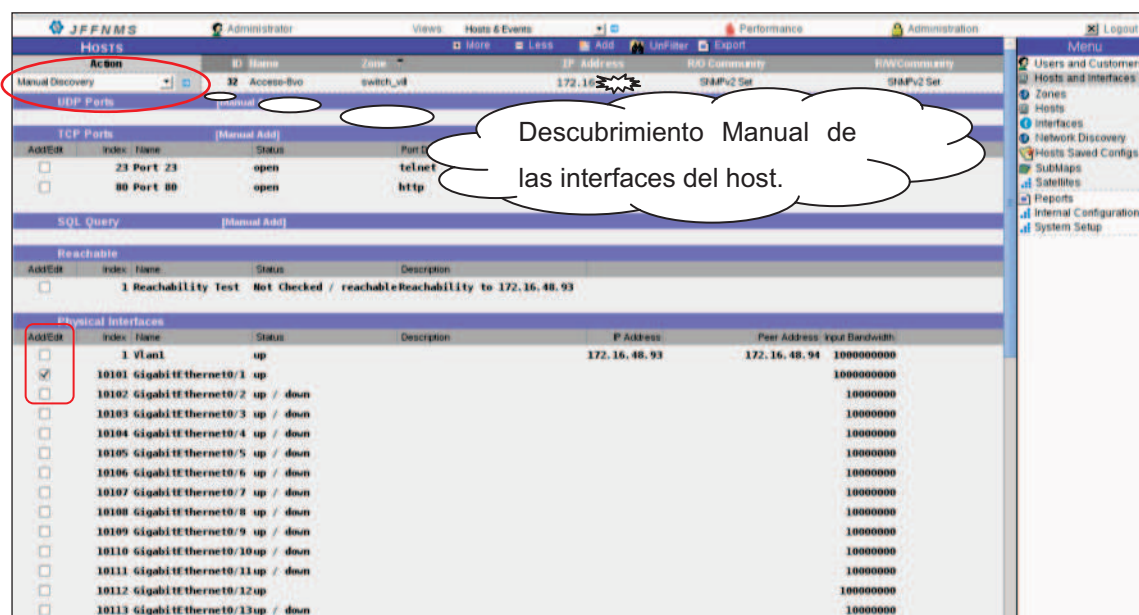 JFFNMS Administrator Views Hosts & Events Performance Administration Logout
Hosts More Less Add UnFilter Export Menu
Action ID Name Zone IP Address R/O Community R/W Community
Manual Discovery 32 Acceso-8vo switch_vil 172.16 SNMPv2 Set SNMPv2 Set
Users and Customer
Hosts and Interfaces
Zones
Hosts
Interfaces
Network Discovery
Hosts Saved Configs
SubMaps
Satellites
Reports
Internal Configuration
System Setup
UDP Ports [Manual
TCP Ports [Manual Add]
Add/Edit Index Name Status Port D
23 Port 23 open telnet
80 Port 80 open http
Descubrimiento Manual de
las interfaces del host.
SQL Query [Manual Add]
Reachable
Add/Edit Index Name Status Description
1 Reachability Test Not Checked / reachable Reachability to 172.16.48.93
Physical Interfaces
Add/Edit Index Name Status Description IP Address Peer Address Input Bandwidth
1 Vlan1 up 172.16.48.93 172.16.48.94 1000000000
10101 GigabitEthernet0/1 up 1000000000
10102 GigabitEthernet0/2 up / down 10000000
10103 GigabitEthernet0/3 up / down 10000000
10104 GigabitEthernet0/4 up / down 10000000
10105 GigabitEthernet0/5 up / down 10000000
10106 GigabitEthernet0/6 up / down 10000000
10107 GigabitEthernet0/7 up / down 10000000
10108 GigabitEthernet0/8 up / down 10000000
10109 GigabitEthernet0/9 up / down 10000000
10110 GigabitEthernet0/10 up / down 10000000
10111 GigabitEthernet0/11 up / down 10000000
10112 GigabitEthernet0/12 up 100000000
10113 GigabitEthernet0/13 up / down 10000000